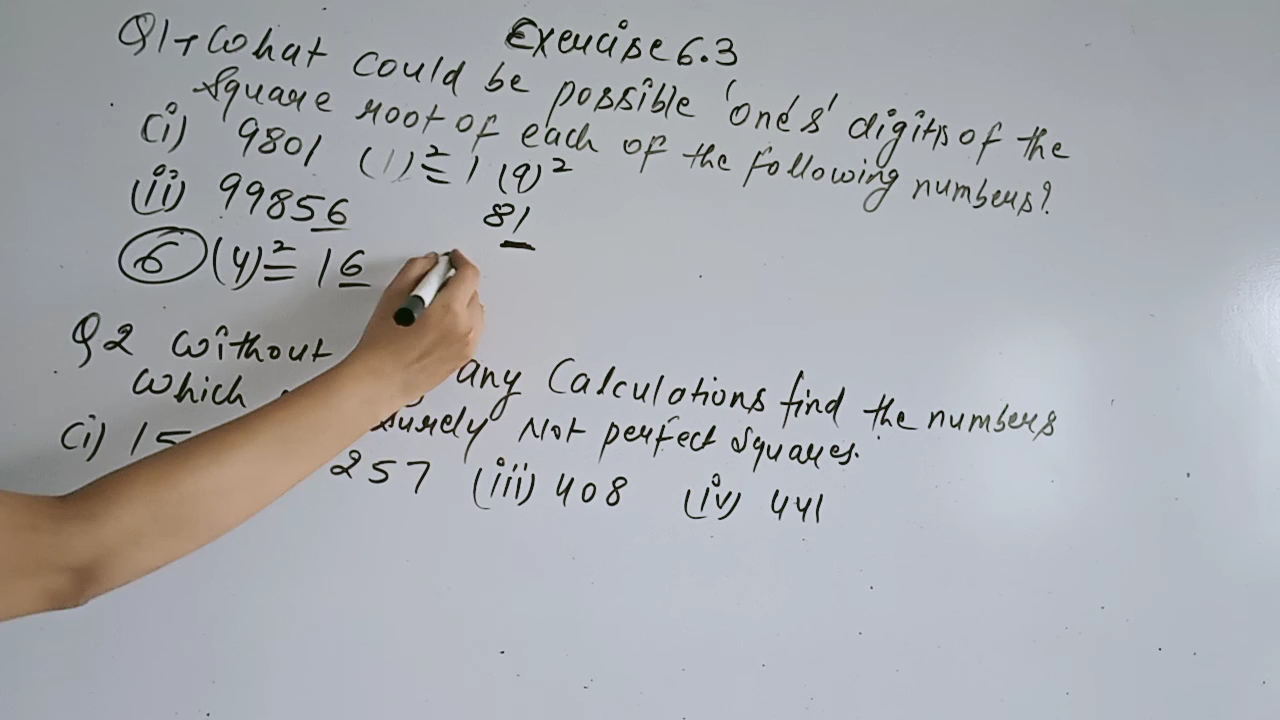 Exercise 6.3
Q1→ What could be possible 'one's' digits of the
square root of each of the following numbers?
(i) 9801 (1)² = 1 (9)²
81
(ii) 99856
6 (4)² = 16
Q2 Without any Calculations find the numbers
which surely Not perfect squares.
(i) 15 257 (iii) 408 (iv) 441